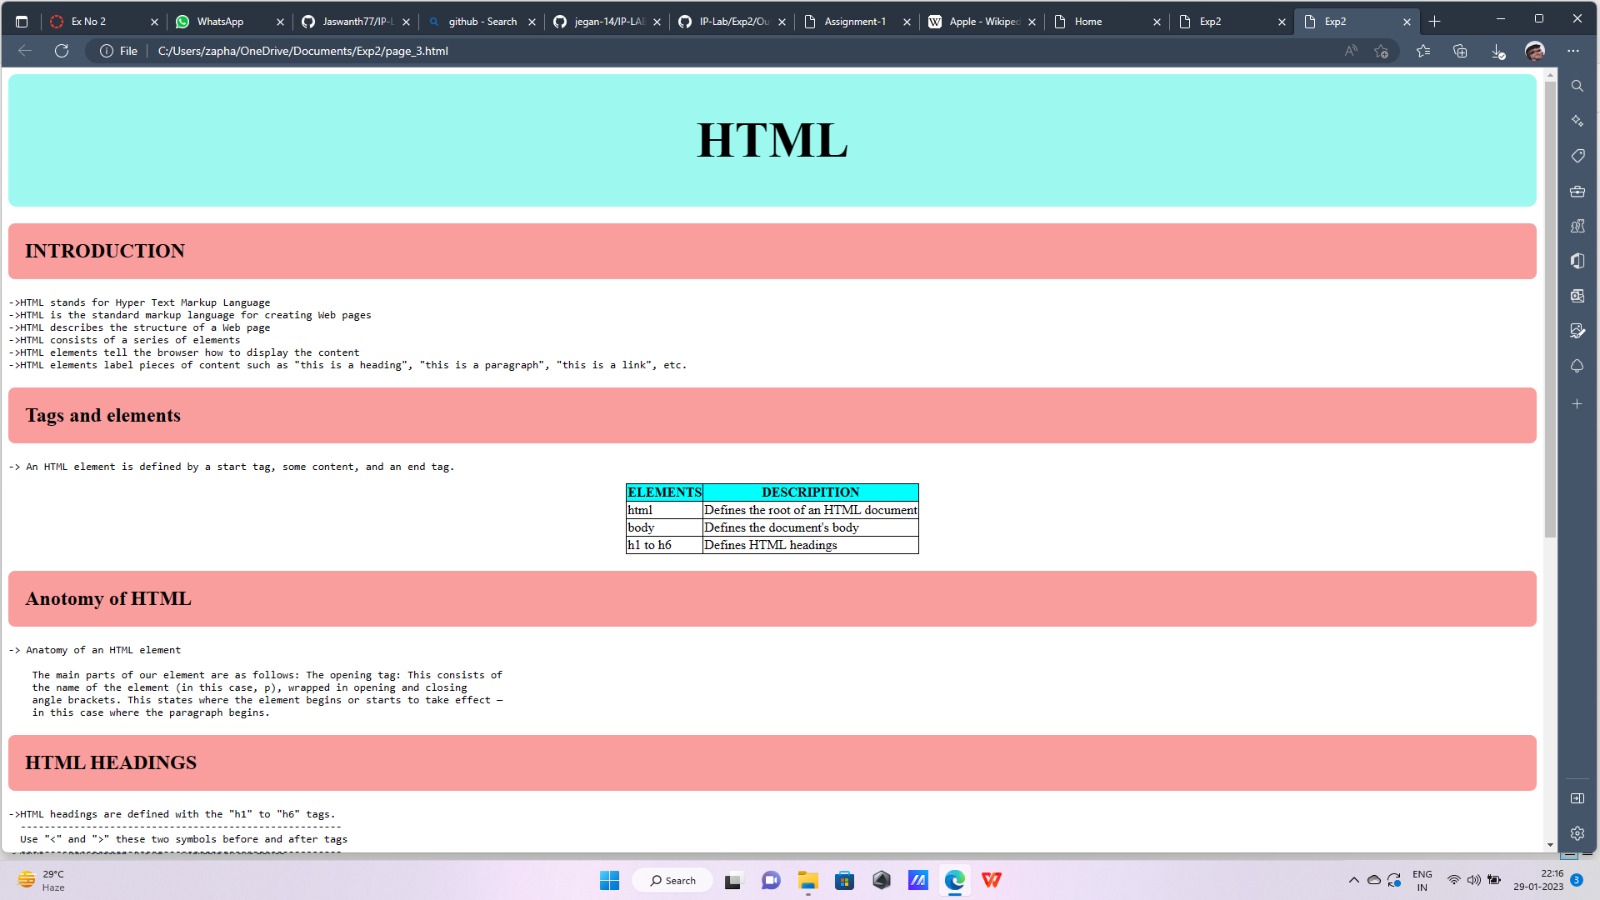 Ex No 2
WhatsApp
Jaswanth77/IP-L
github - Search
jegan-14/IP-LAB
IP-Lab/Exp2/Ou
Assignment-1
Apple - Wikiped
Home
Exp2
Exp2
File
C:/Users/zapha/OneDrive/Documents/Exp2/page_3.html
HTML
INTRODUCTION
->HTML stands for Hyper Text Markup Language
->HTML is the standard markup language for creating Web pages
->HTML describes the structure of a Web page
->HTML consists of a series of elements
->HTML elements tell the browser how to display the content
->HTML elements label pieces of content such as "this is a heading", "this is a paragraph", "this is a link", etc.
Tags and elements
-> An HTML element is defined by a start tag, some content, and an end tag.
ELEMENTS DESCRIPITION
html Defines the root of an HTML document
body Defines the document's body
h1 to h6 Defines HTML headings
Anotomy of HTML
-> Anatomy of an HTML element
The main parts of our element are as follows: The opening tag: This consists of
the name of the element (in this case, p), wrapped in opening and closing
angle brackets. This states where the element begins or starts to take effect —
in this case where the paragraph begins.
HTML HEADINGS
->HTML headings are defined with the "h1" to "h6" tags.
------------------------------------------------------
Use "<" and ">" these two symbols before and after tags
29°C
Haze
Search
ENG
IN
22:16
29-01-2023
3